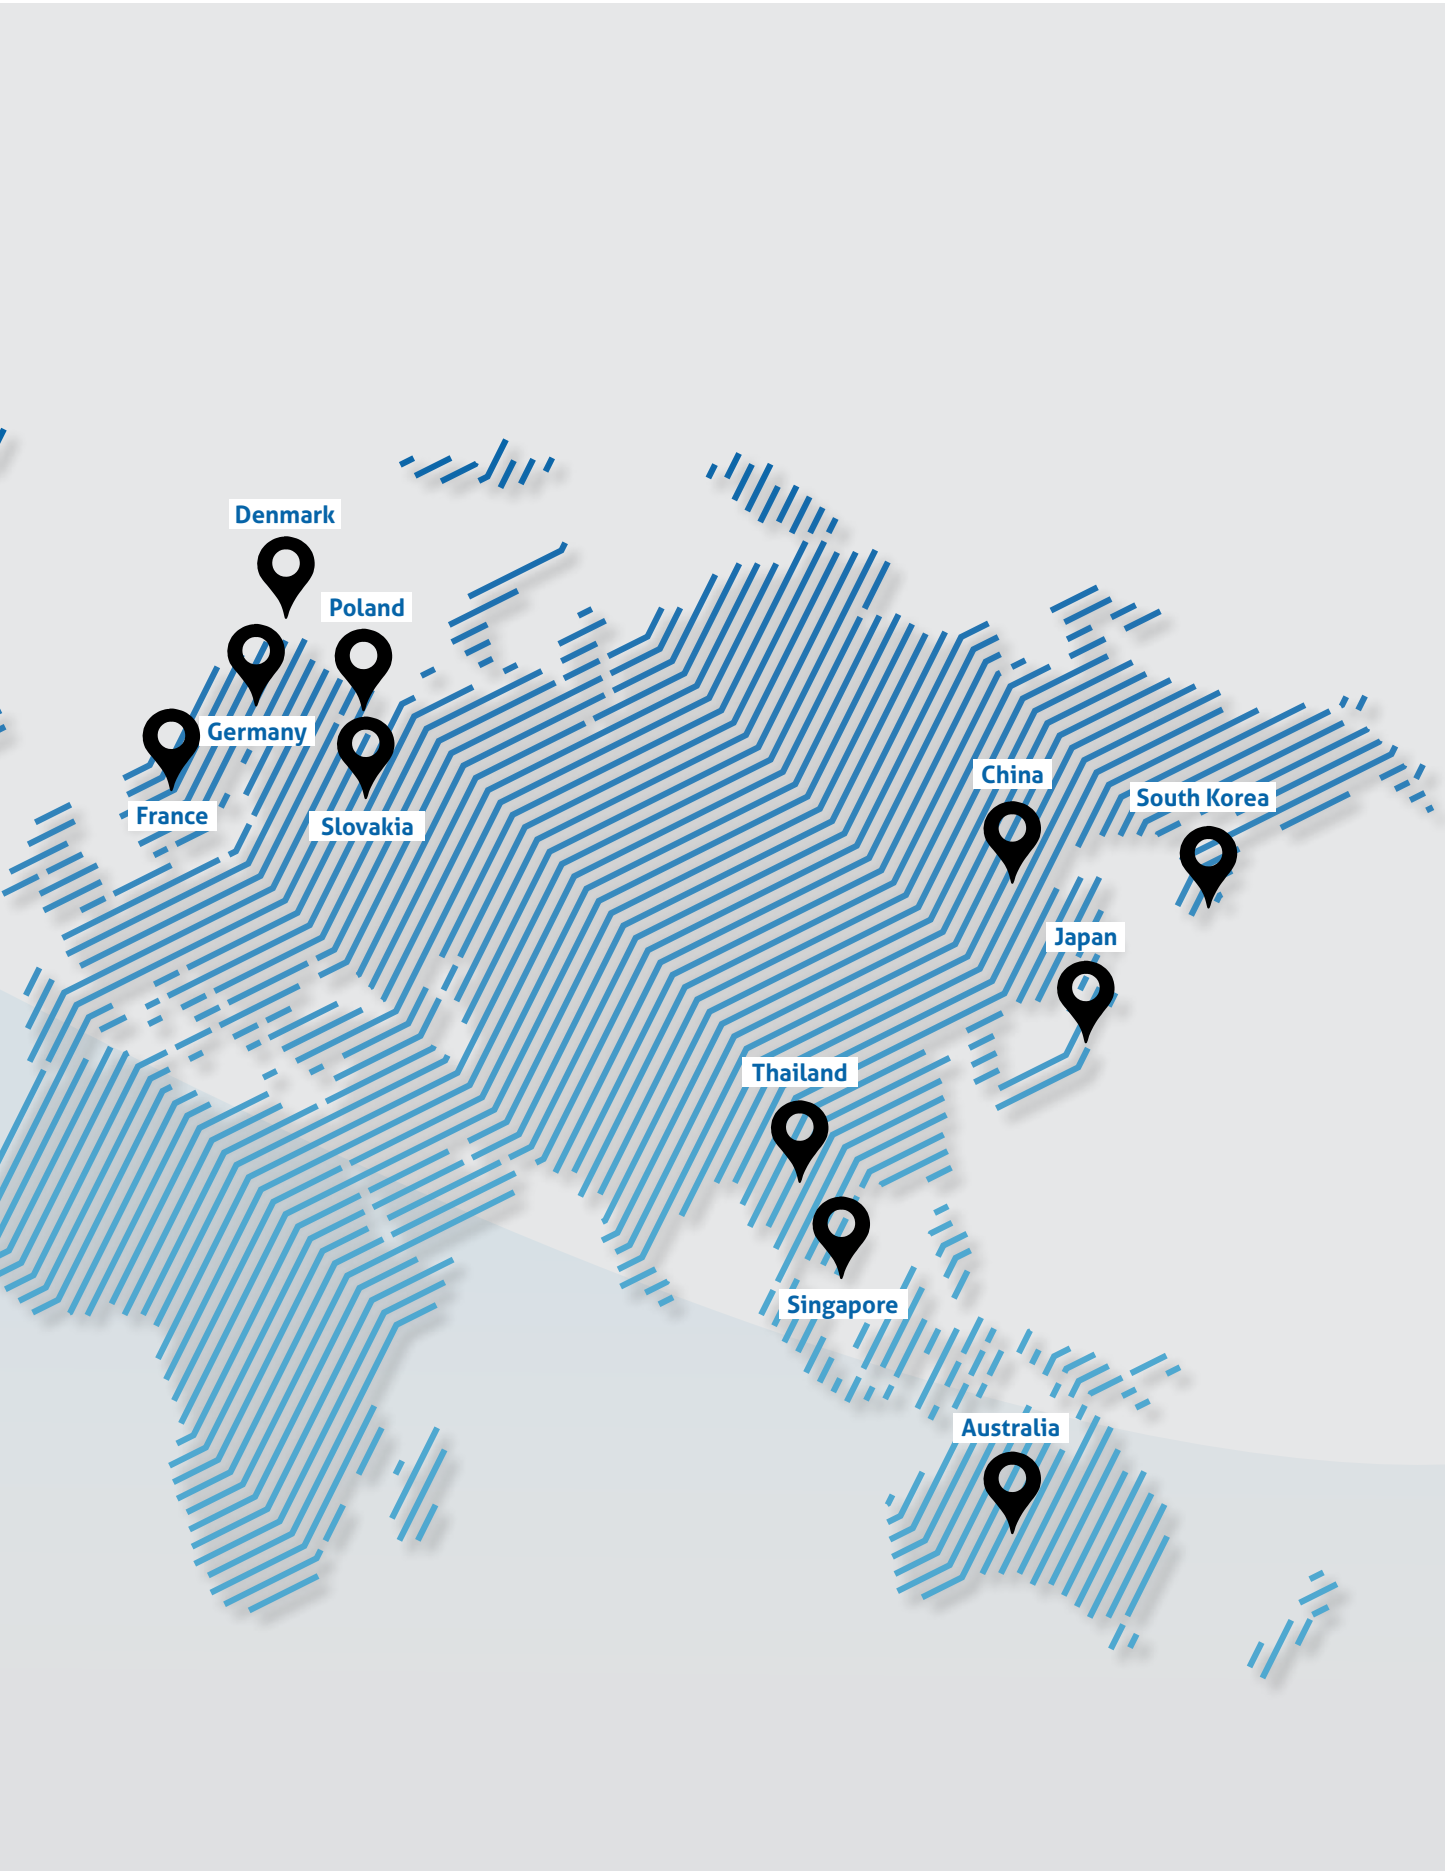 Denmark
Poland
Germany
France
Slovakia
China
South Korea
Japan
Thailand
Singapore
Australia